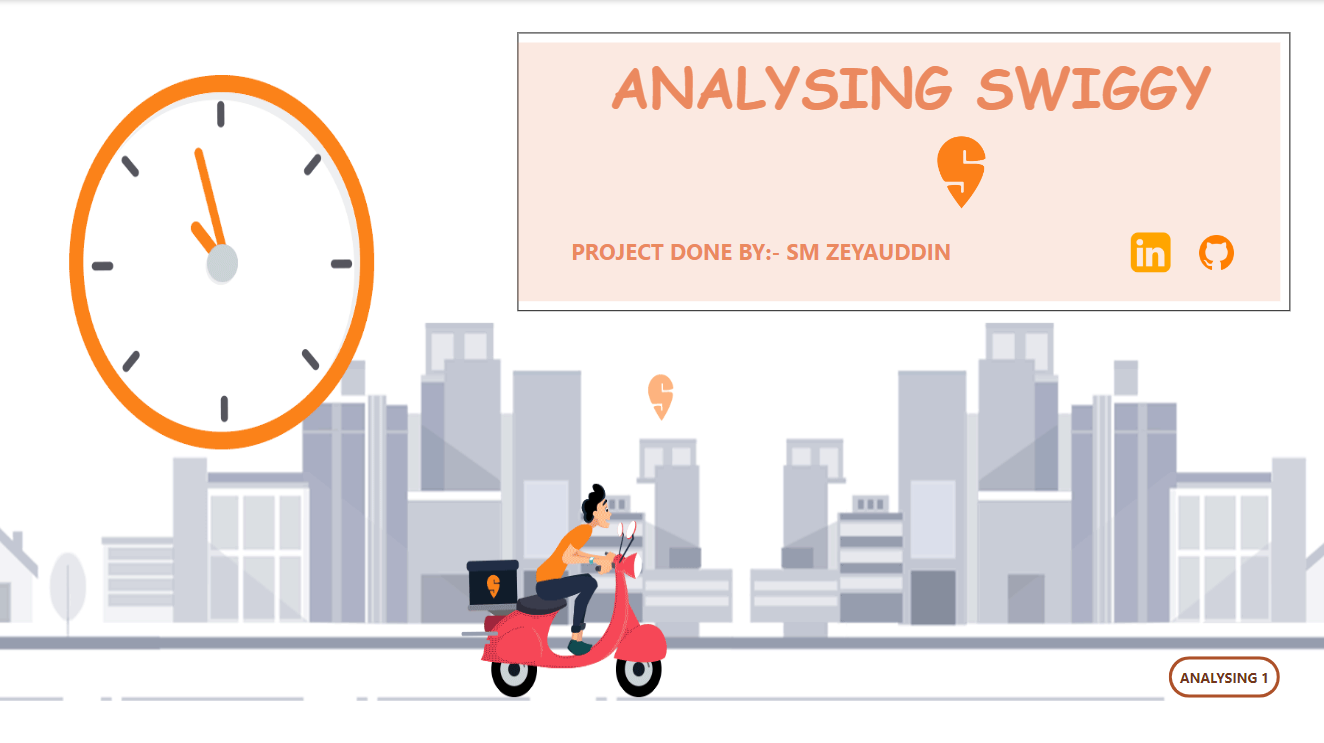 ANALYSING SWIGGY
PROJECT DONE BY:- SM ZEYAUDDIN
in
ANALYSING 1